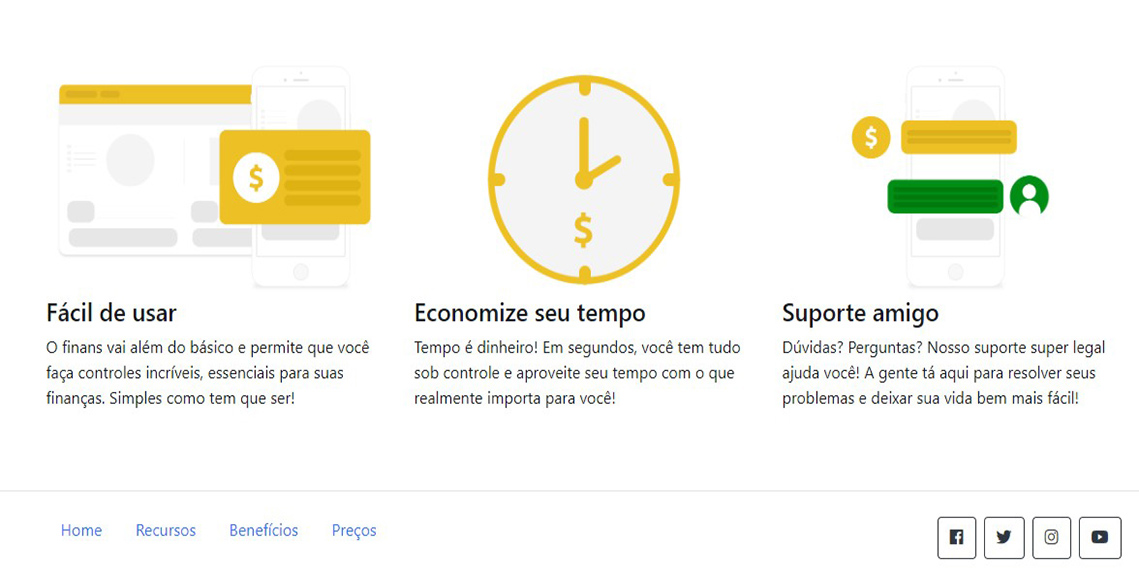 $
$
$
Fácil de usar
O finans vai além do básico e permite que você
faça controles incríveis, essenciais para suas
finanças. Simples como tem que ser!
Economize seu tempo
Tempo é dinheiro! Em segundos, você tem tudo
sob controle e aproveite seu tempo com o que
realmente importa para você!
Suporte amigo
Dúvidas? Perguntas? Nosso suporte super legal
ajuda você! A gente tá aqui para resolver seus
problemas e deixar sua vida bem mais fácil!
Home Recursos Benefícios Preços